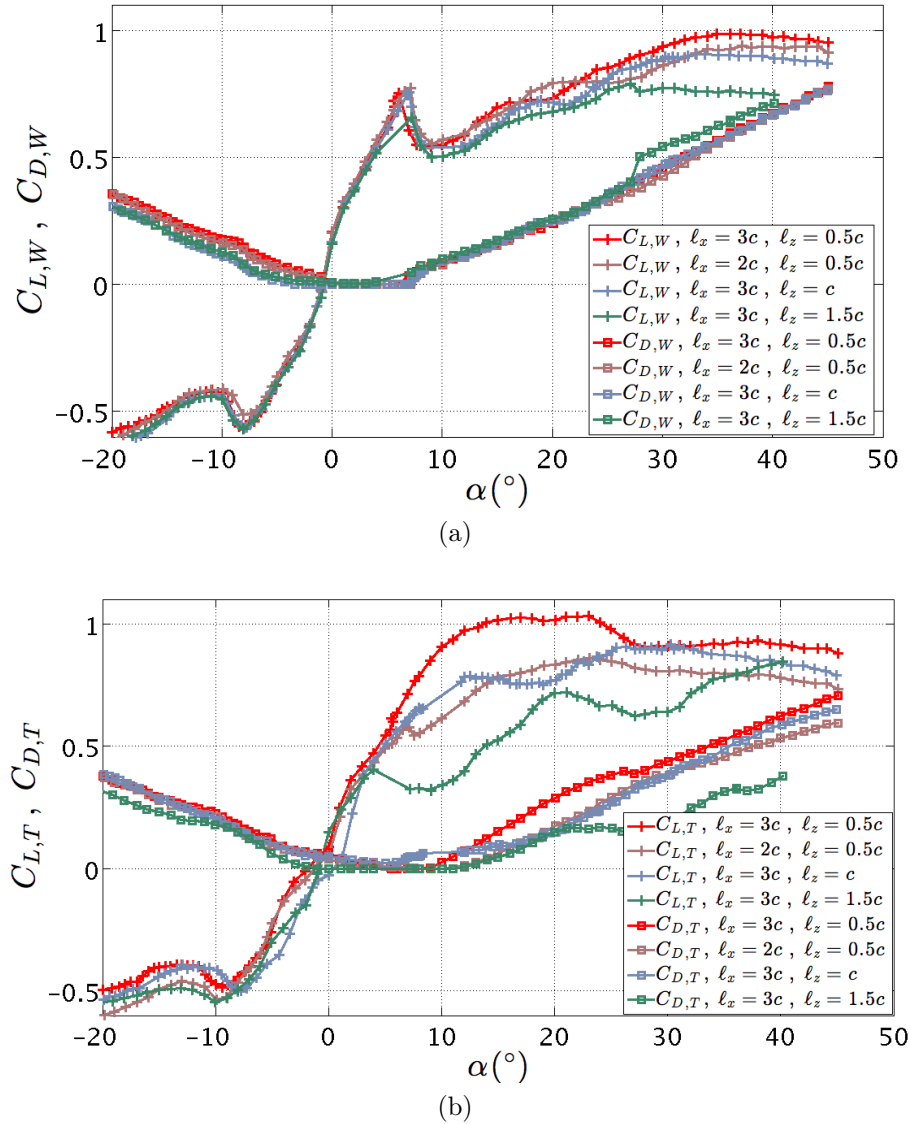 C_{L,W} , C_{D,W}
1
0.5
0
-0.5
-20 -10 0 10 20 30 40 50
α(°)
C_{L,W} , ℓ_x = 3c , ℓ_z = 0.5c
C_{L,W} , ℓ_x = 2c , ℓ_z = 0.5c
C_{L,W} , ℓ_x = 3c , ℓ_z = c
C_{L,W} , ℓ_x = 3c , ℓ_z = 1.5c
C_{D,W} , ℓ_x = 3c , ℓ_z = 0.5c
C_{D,W} , ℓ_x = 2c , ℓ_z = 0.5c
C_{D,W} , ℓ_x = 3c , ℓ_z = c
C_{D,W} , ℓ_x = 3c , ℓ_z = 1.5c
(a)
C_{L,T} , C_{D,T}
1
0.5
0
-0.5
-20 -10 0 10 20 30 40 50
α(°)
C_{L,T} , ℓ_x = 3c , ℓ_z = 0.5c
C_{L,T} , ℓ_x = 2c , ℓ_z = 0.5c
C_{L,T} , ℓ_x = 3c , ℓ_z = c
C_{L,T} , ℓ_x = 3c , ℓ_z = 1.5c
C_{D,T} , ℓ_x = 3c , ℓ_z = 0.5c
C_{D,T} , ℓ_x = 2c , ℓ_z = 0.5c
C_{D,T} , ℓ_x = 3c , ℓ_z = c
C_{D,T} , ℓ_x = 3c , ℓ_z = 1.5c
(b)